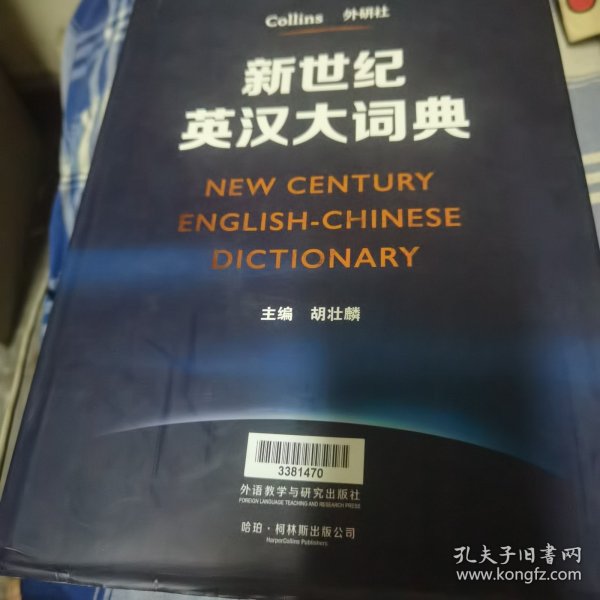 Collins 外研社
新世纪
英汉大词典
NEW CENTURY
ENGLISH-CHINESE
DICTIONARY
主编 胡壮麟
3381470
外语教学与研究出版社
FOREIGN LANGUAGE TEACHING AND RESEARCH PRESS
哈珀·柯林斯出版公司
HarperCollins Publishers
孔夫子旧书网
www.kongfz.com